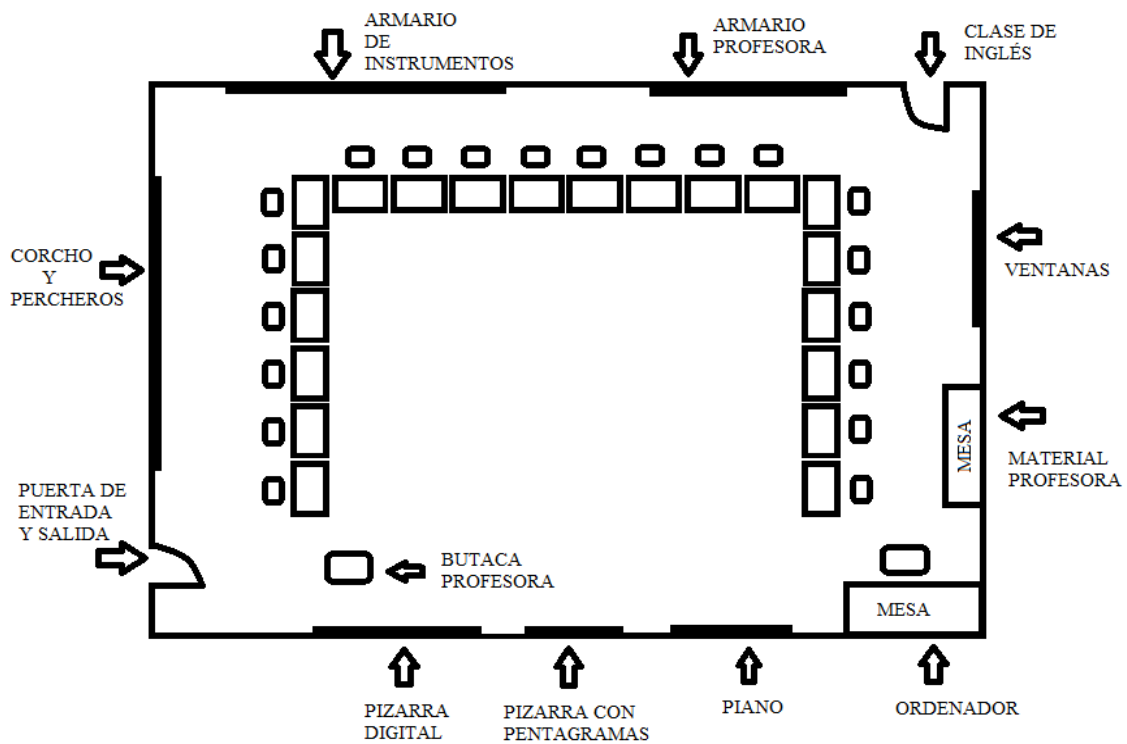 ARMARIO
DE
INSTRUMENTOS
ARMARIO
PROFESORA
CLASE DE
INGLÉS
CORCHO
Y
PERCHEROS
VENTANAS
MESA
MATERIAL
PROFESORA
PUERTA DE
ENTRADA
Y SALIDA
BUTACA
PROFESORA
MESA
PIZARRA
DIGITAL
PIZARRA CON
PENTAGRAMAS
PIANO
ORDENADOR